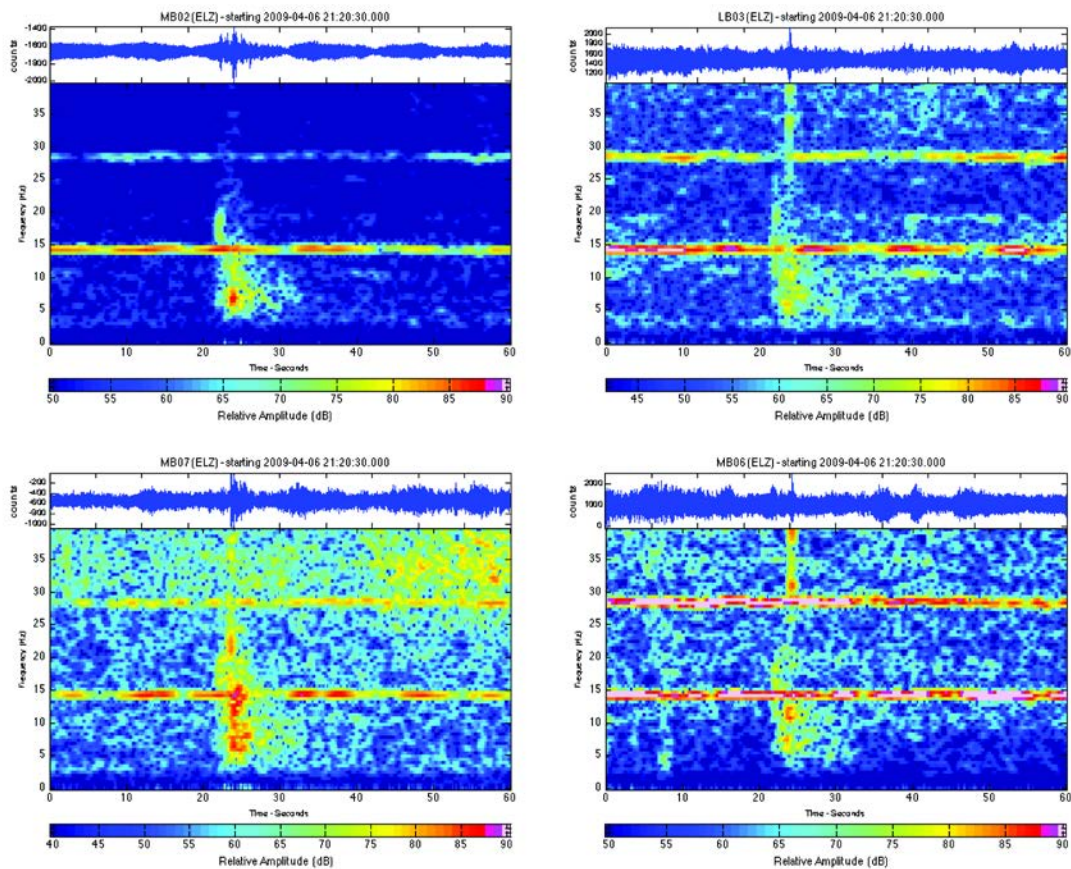 MB02(ELZ) - starting 2009-04-06 21:20:30.000
counts
-1400
-1600
-1800
-2000
Frequency (Hz)
35
30
25
20
15
10
5
0
0 10 20 30 40 50 60
Time - Seconds
50 55 60 65 70 75 80 85 90
Relative Amplitude (dB)
LB03(ELZ) - starting 2009-04-06 21:20:30.000
counts
2000
1800
1600
1400
1200
Frequency (Hz)
35
30
25
20
15
10
5
0
0 10 20 30 40 50 60
Time - Seconds
45 50 55 60 65 70 75 80 85 90
Relative Amplitude (dB)
MB07(ELZ) - starting 2009-04-06 21:20:30.000
counts
-200
-400
-600
-800
-1000
Frequency (Hz)
35
30
25
20
15
10
5
0
0 10 20 30 40 50 60
Time - Seconds
40 45 50 55 60 65 70 75 80 85 90
Relative Amplitude (dB)
MB06(ELZ) - starting 2009-04-06 21:20:30.000
counts
2000
1000
0
Frequency (Hz)
35
30
25
20
15
10
5
0
0 10 20 30 40 50 60
Time - Seconds
50 55 60 65 70 75 80 85 90
Relative Amplitude (dB)